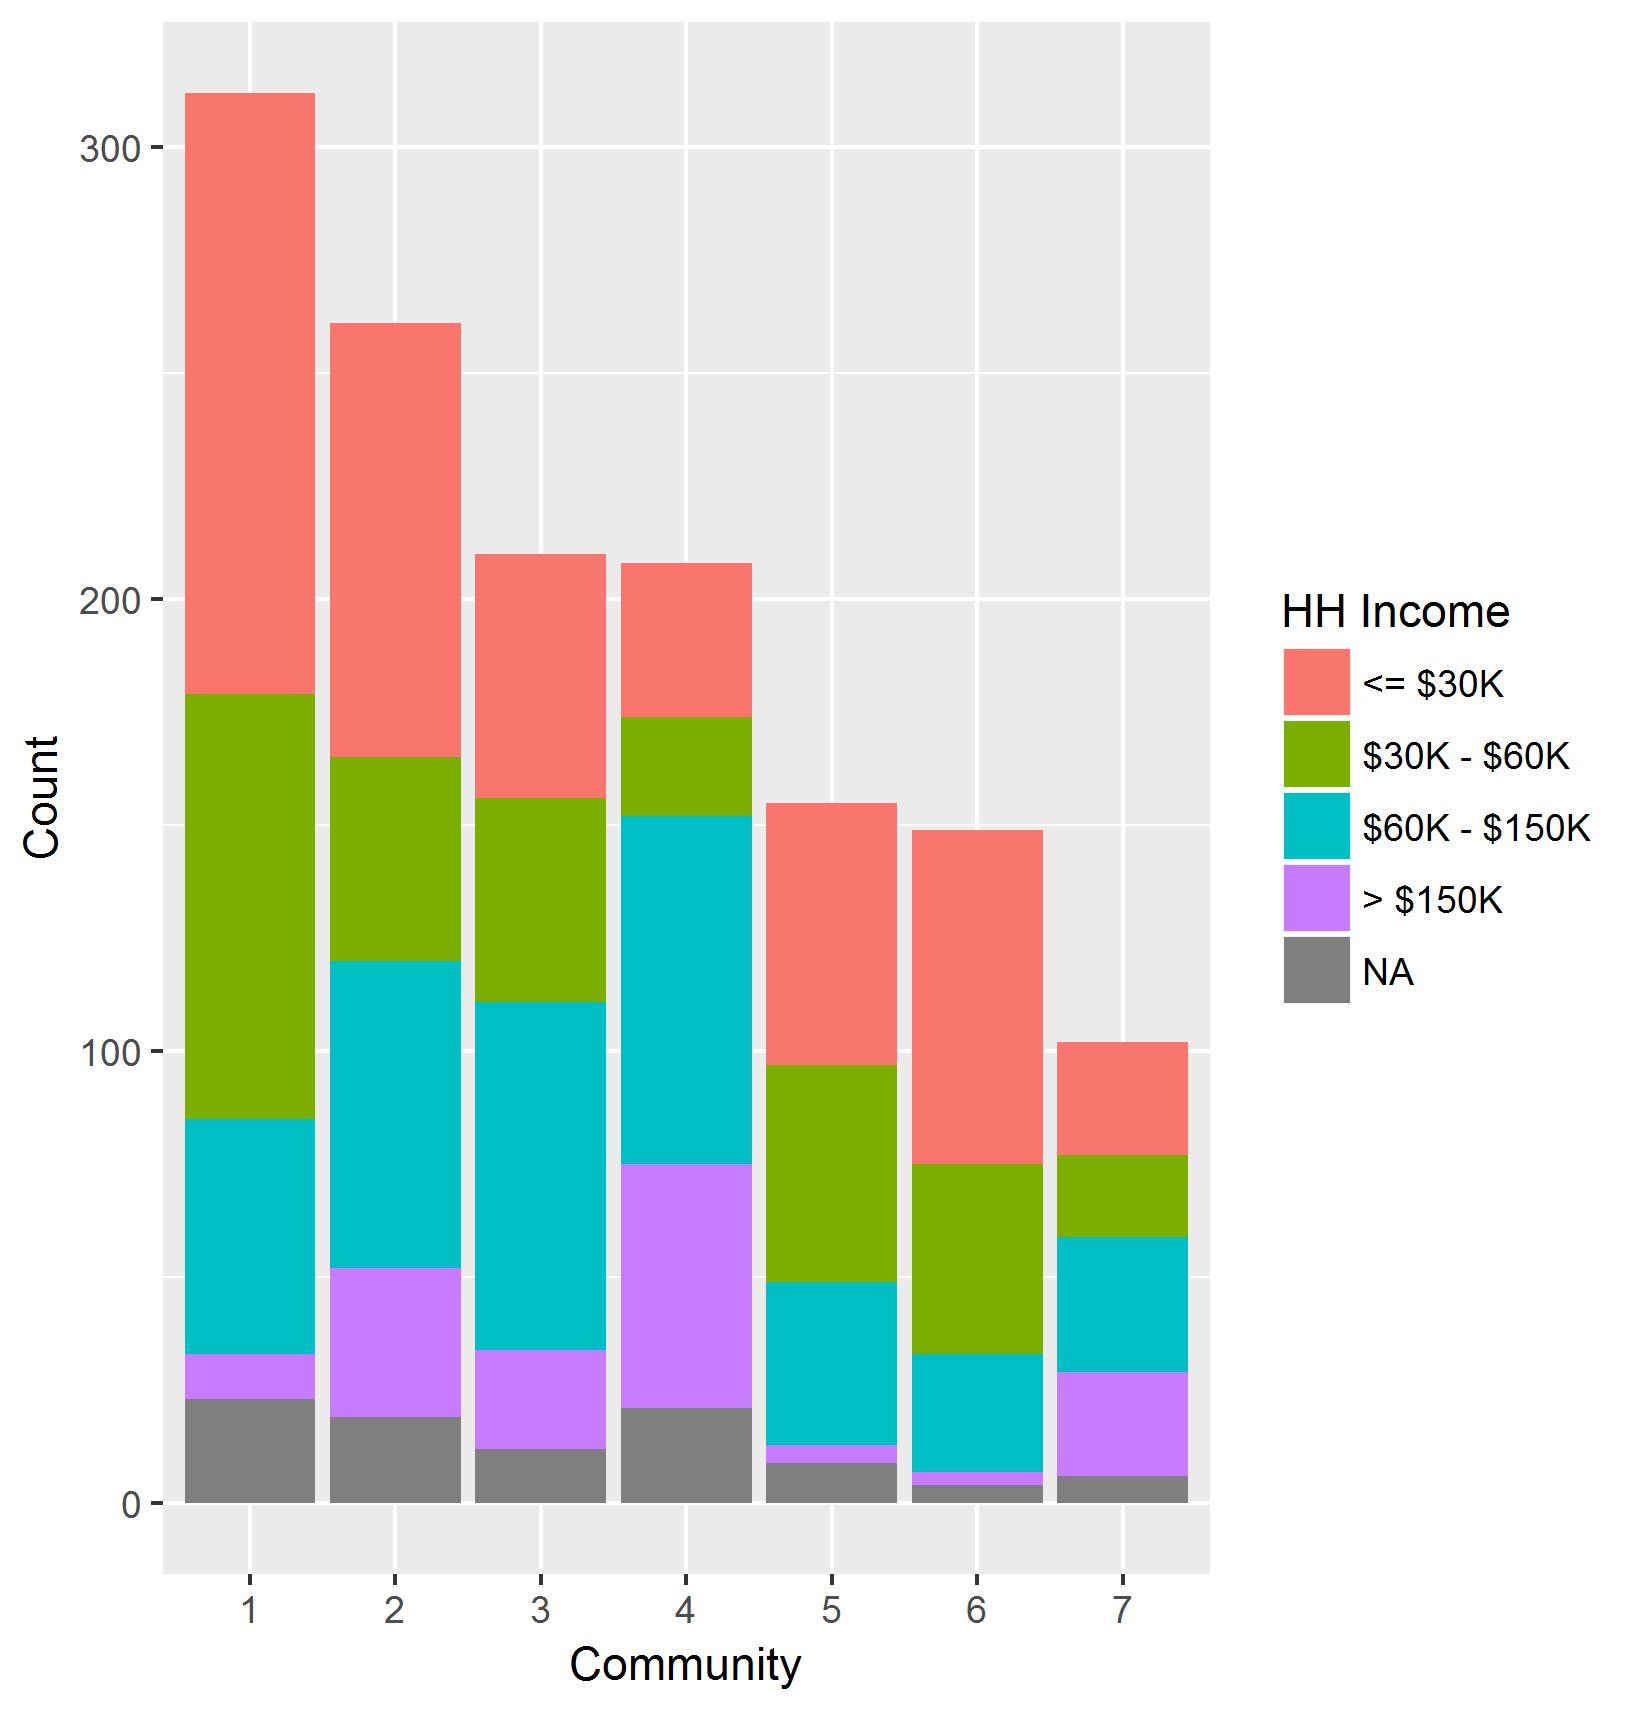 300
200
100
0
Count
1 2 3 4 5 6 7
Community
HH Income
<= $30K
$30K - $60K
$60K - $150K
> $150K
NA